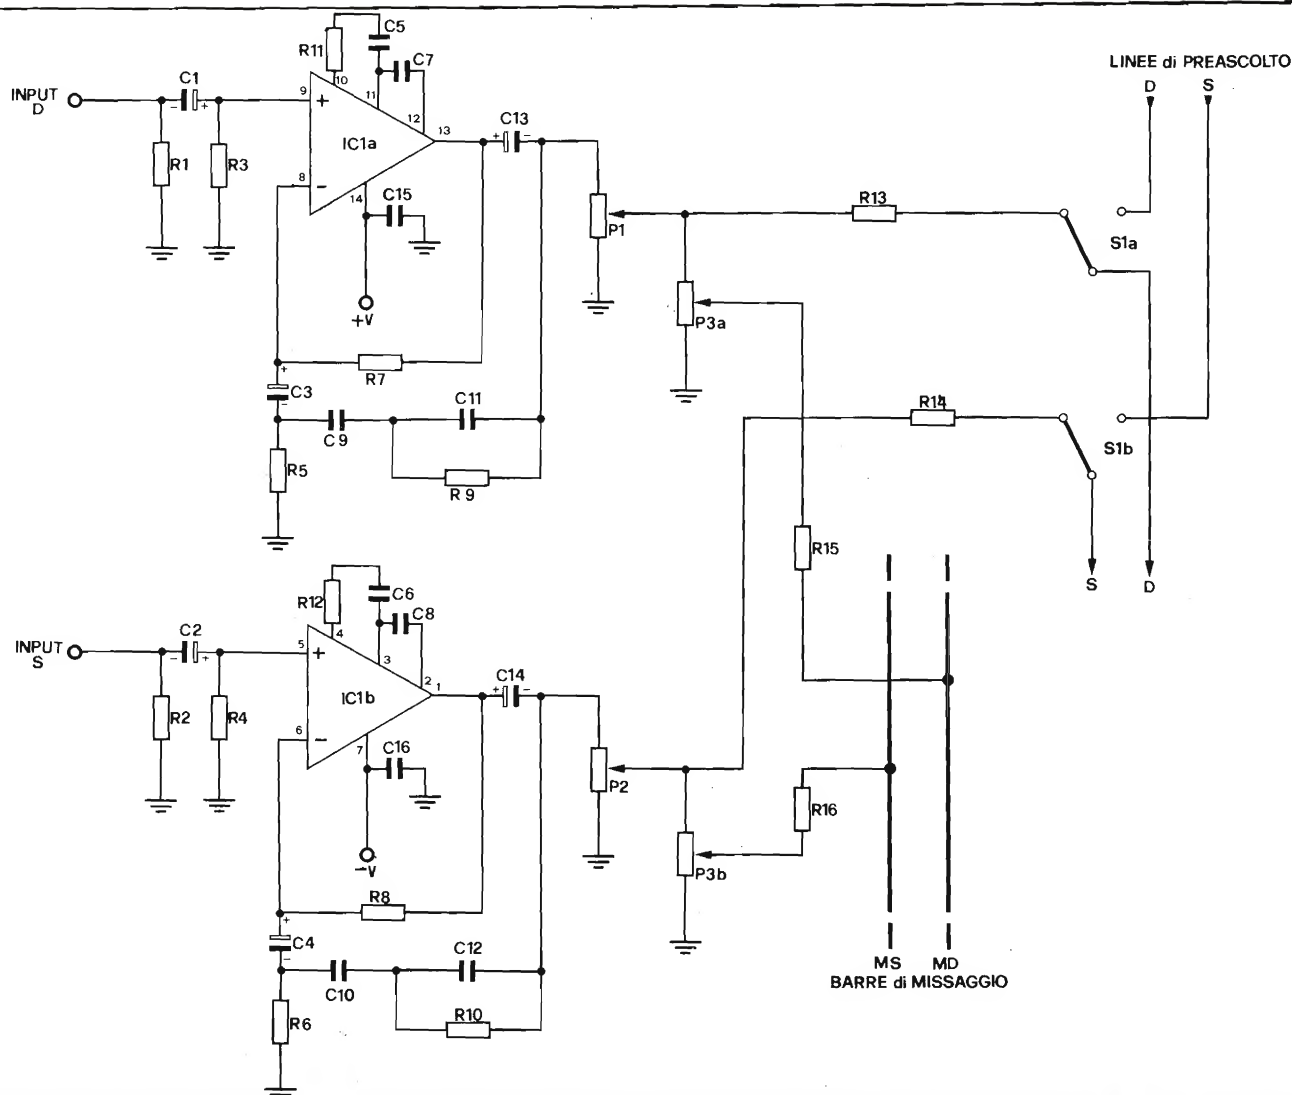 LINEE di PREASCOLTO
D S
C5
R11
C7
10
11
12
INPUT
D
C1
- +
9
+
IC1a
13
C13
+ -
R1
R3
8
-
14
C15
P1
R13
S1a
+V
P3a
R7
+
C3
-
C9
C11
R14
S1b
R5
R9
R15
S D
C6
R12
C8
4
3
2
INPUT
S
C2
- +
5
+
IC1b
1
C14
+ -
R2
R4
6
-
7
C16
P2
R16
-V
P3b
R8
+
C4
-
C10
C12
R6
R10
MS MD
BARRE di MISSAGGIO